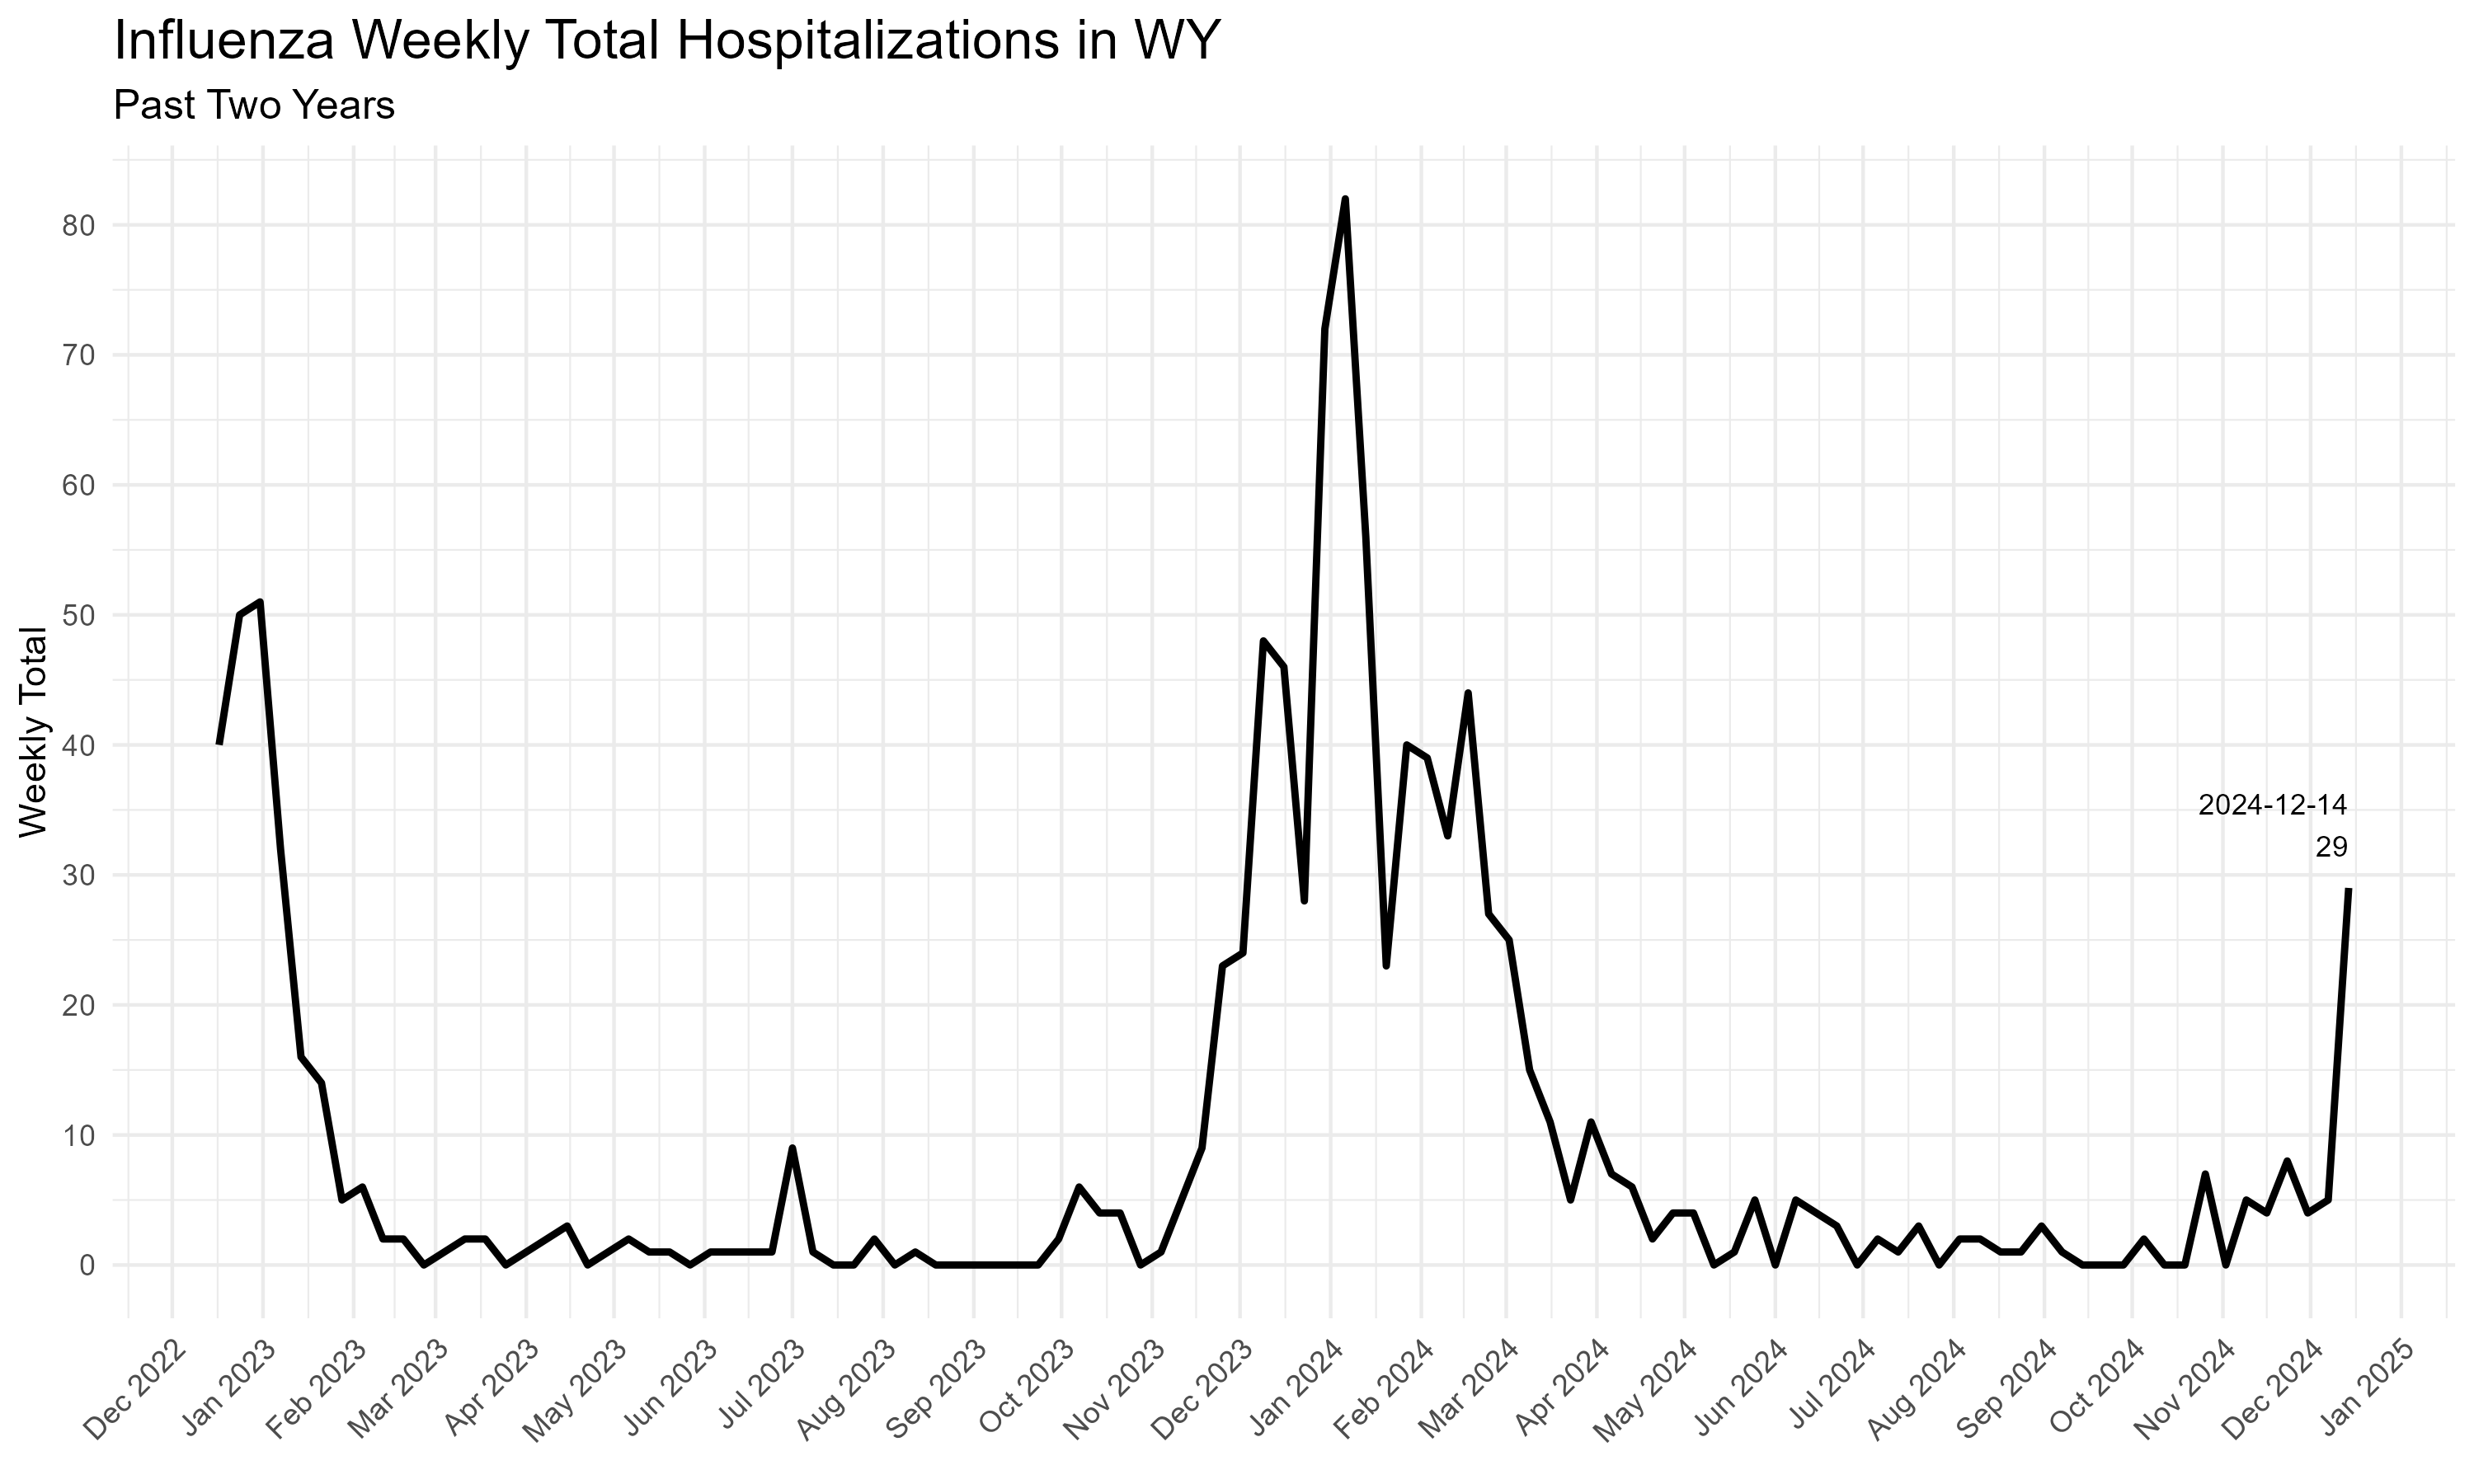 Influenza Weekly Total Hospitalizations in WY
Past Two Years
Weekly Total
80
70
60
50
40
30
20
10
0
2024-12-14
29
Dec 2022
Jan 2023
Feb 2023
Mar 2023
Apr 2023
May 2023
Jun 2023
Jul 2023
Aug 2023
Sep 2023
Oct 2023
Nov 2023
Dec 2023
Jan 2024
Feb 2024
Mar 2024
Apr 2024
May 2024
Jun 2024
Jul 2024
Aug 2024
Sep 2024
Oct 2024
Nov 2024
Dec 2024
Jan 2025